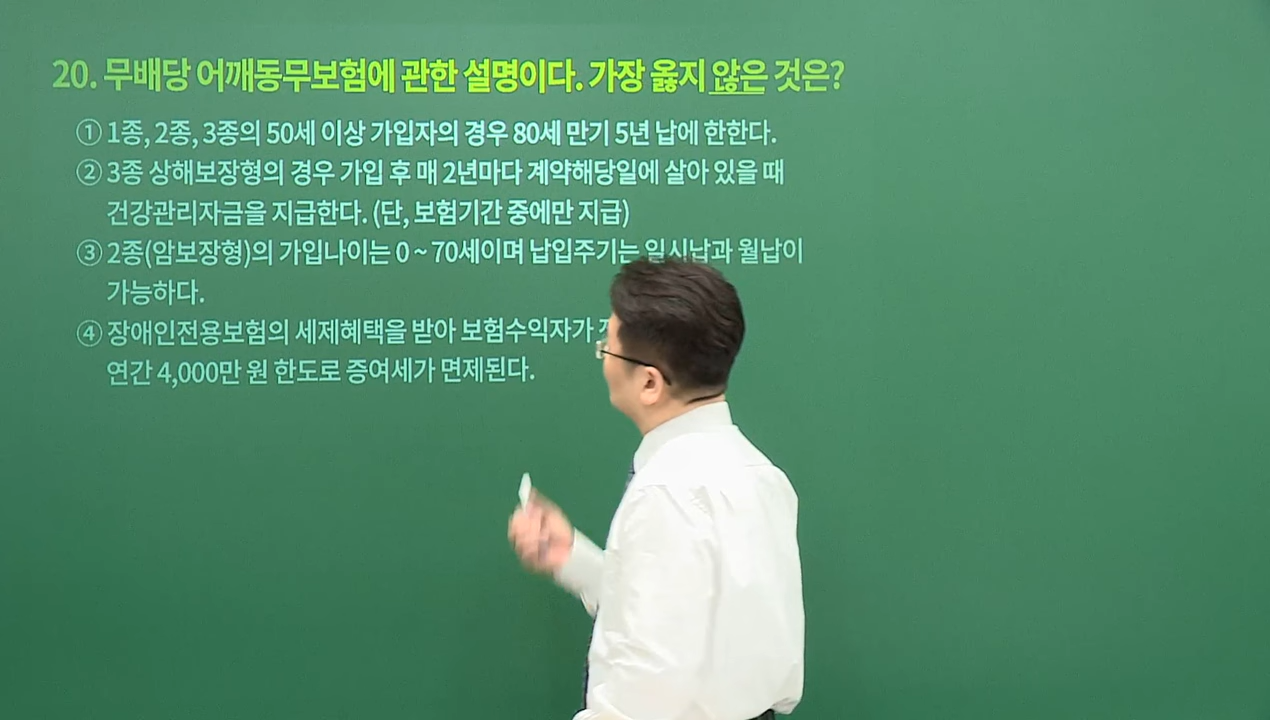 20. 무배당 어깨동무보험에 관한 설명이다. 가장 옳지 않은 것은?
① 1종, 2종, 3종의 50세 이상 가입자의 경우 80세 만기 5년 납에 한한다.
② 3종 상해보장형의 경우 가입 후 매 2년마다 계약해당일에 살아 있을 때
건강관리자금을 지급한다. (단, 보험기간 중에만 지급)
③ 2종(암보장형)의 가입나이는 0 ~ 70세이며 납입주기는 일시납과 월납이
가능하다.
④ 장애인전용보험의 세제혜택을 받아 보험수익자가
연간 4,000만 원 한도로 증여세가 면제된다.